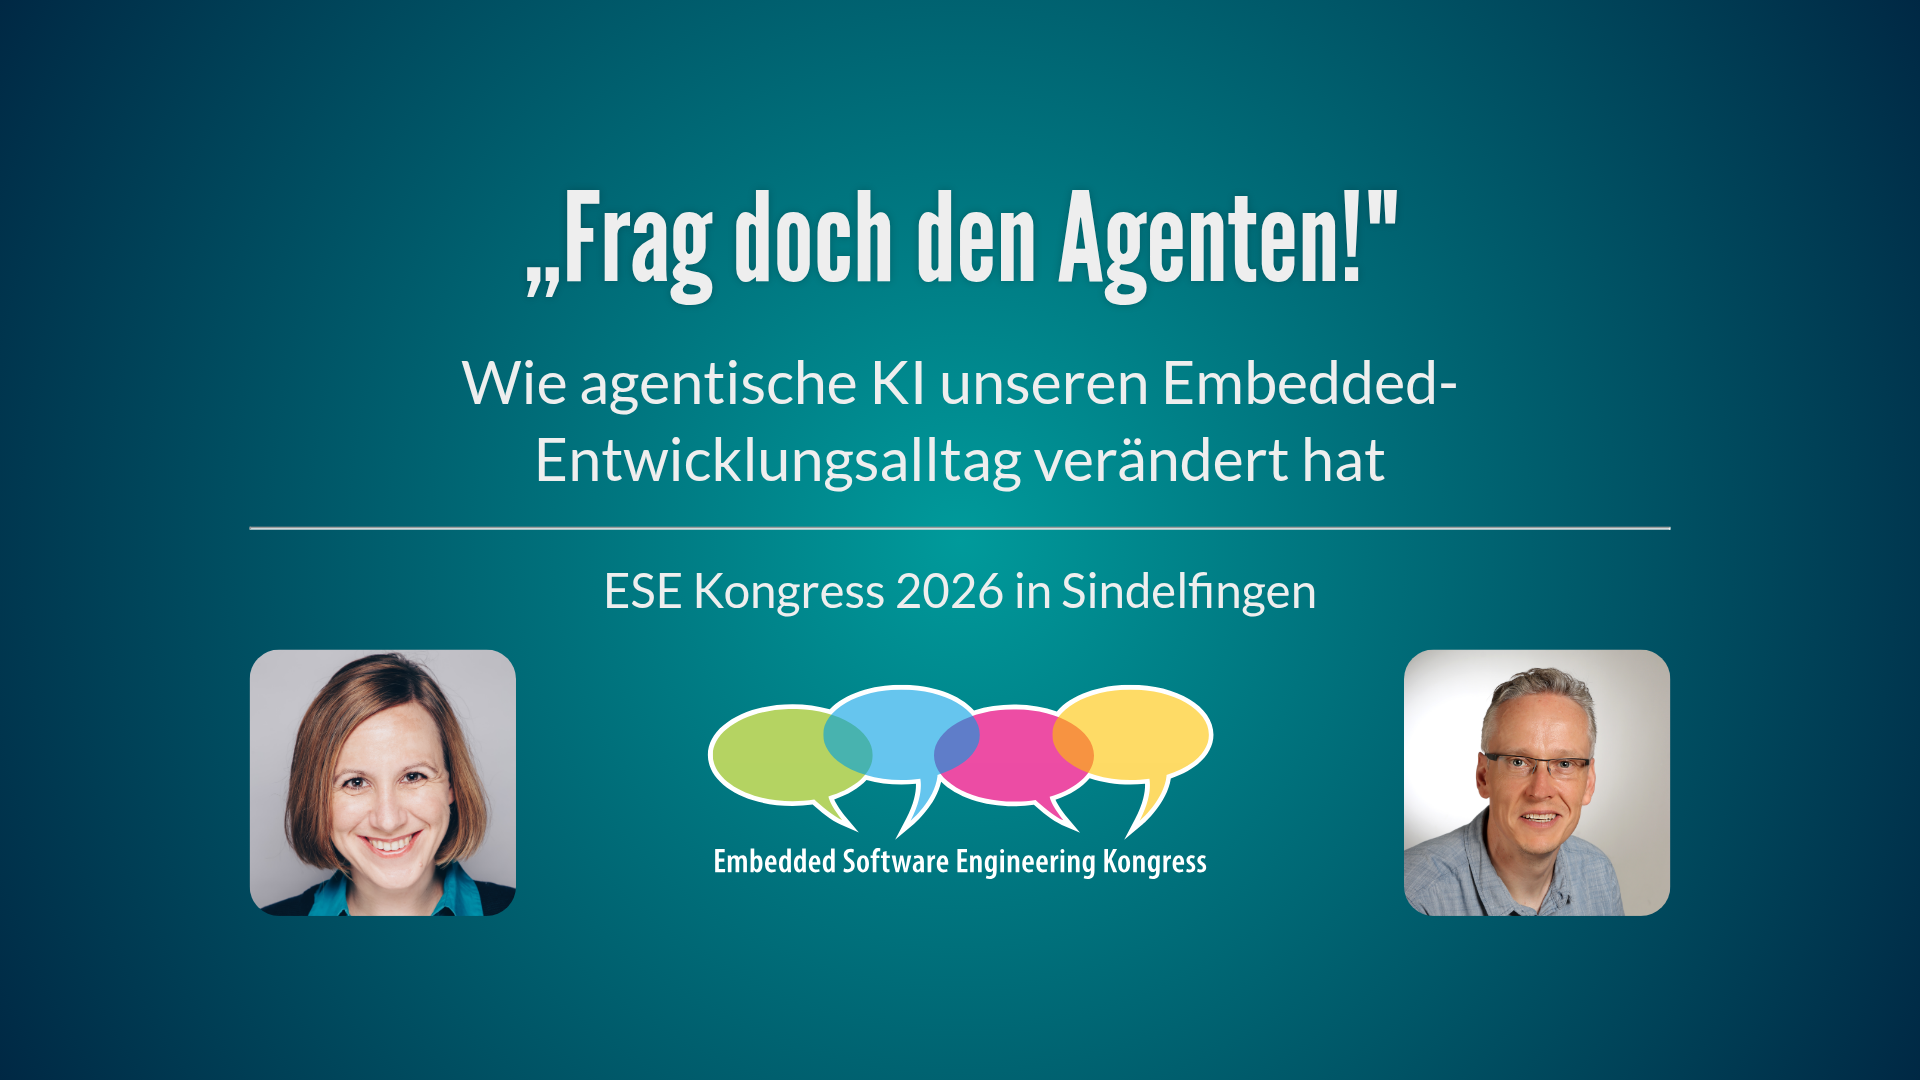 „Frag doch den Agenten!"
Wie agentische KI unseren Embedded-
Entwicklungsalltag verändert hat
ESE Kongress 2026 in Sindelfingen
Embedded Software Engineering Kongress